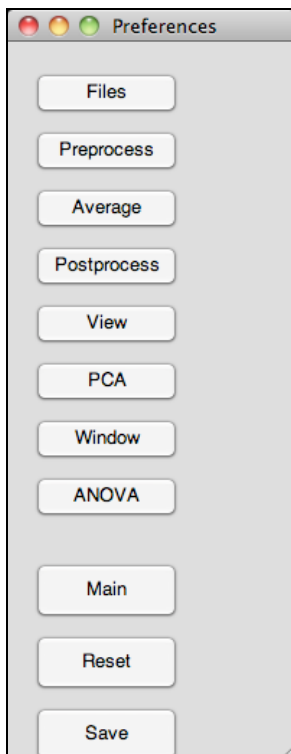 Preferences
Files
Preprocess
Average
Postprocess
View
PCA
Window
ANOVA
Main
Reset
Save